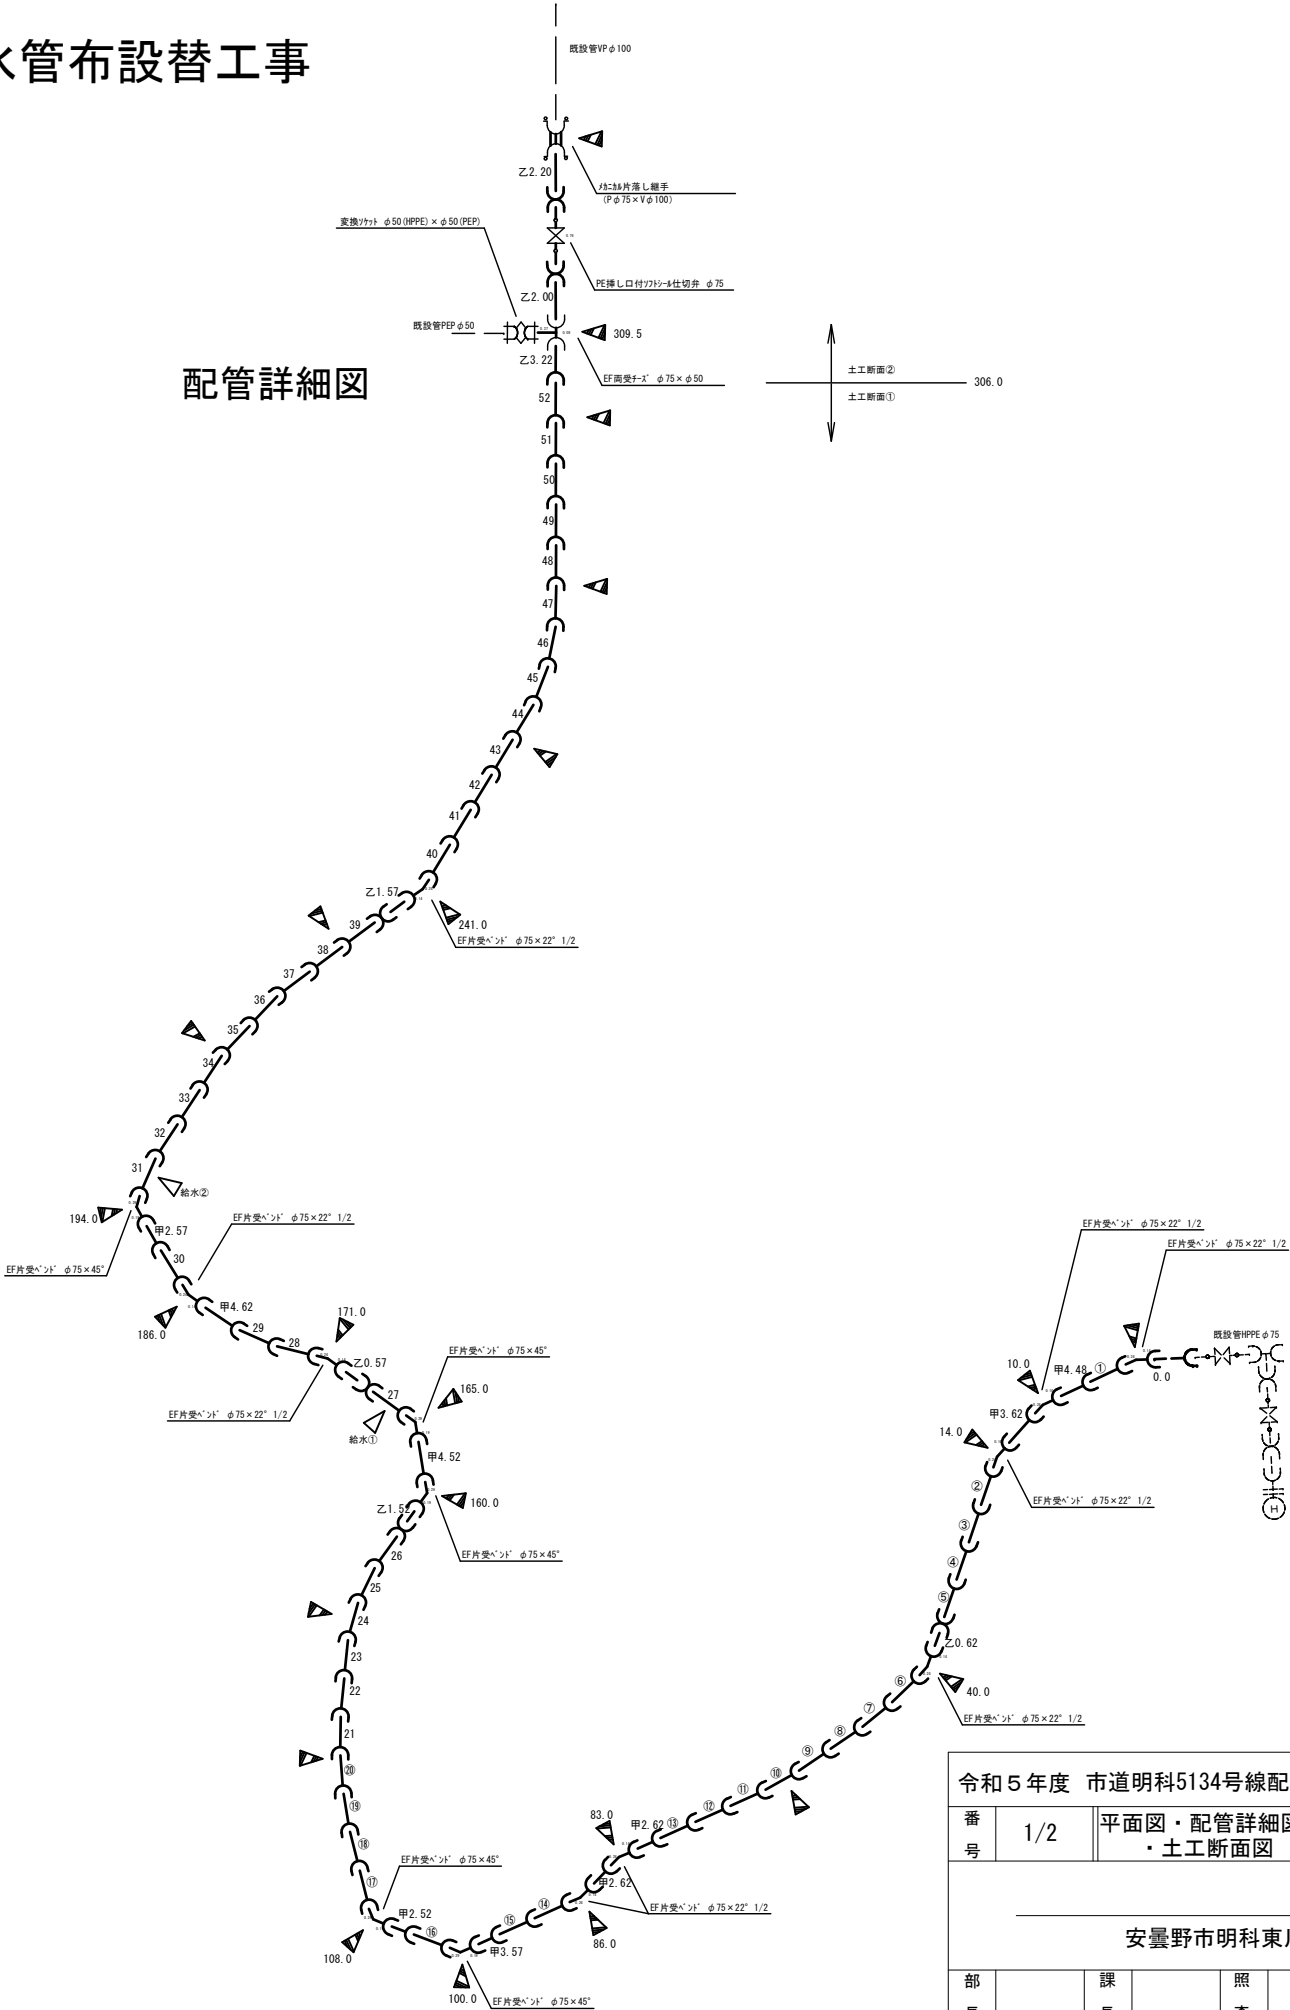 水管布設替工事
既設管VPφ100
乙2.20
ﾒｶﾆｶﾙ片落し継手
(Pφ75×Vφ100)
変換ｿｹｯﾄ φ50(HPPE)×φ50(PEP)
PE挿し口付ｿﾌﾄｼｰﾙ仕切弁 φ75
乙2.00
既設管PEPφ50
309.5
乙3.22
EF両受ﾁｰｽﾞ φ75×φ50
配管詳細図
土工断面②
306.0
土工断面①
52
51
50
49
48
47
46
45
44
43
42
41
40
乙1.57
241.0
EF片受ﾍﾞﾝﾄﾞ φ75×22° 1/2
39
38
37
36
35
34
33
32
31
給水②
194.0
甲2.57
EF片受ﾍﾞﾝﾄﾞ φ75×22° 1/2
30
EF片受ﾍﾞﾝﾄﾞ φ75×45°
甲4.62
186.0
29
28
171.0
乙0.57
EF片受ﾍﾞﾝﾄﾞ φ75×45°
165.0
27
EF片受ﾍﾞﾝﾄﾞ φ75×22° 1/2
給水①
甲4.52
160.0
乙1.52
EF片受ﾍﾞﾝﾄﾞ φ75×45°
26
25
24
23
22
21
⑳
⑲
⑱
⑰
EF片受ﾍﾞﾝﾄﾞ φ75×45°
甲2.52
⑯
108.0
100.0
甲3.57
EF片受ﾍﾞﾝﾄﾞ φ75×45°
⑮
⑭
86.0
甲2.62
EF片受ﾍﾞﾝﾄﾞ φ75×22° 1/2
83.0
甲2.62
⑬
⑫
⑪
⑩
⑨
⑧
⑦
⑥
40.0
EF片受ﾍﾞﾝﾄﾞ φ75×22° 1/2
乙0.62
⑤
④
③
②
EF片受ﾍﾞﾝﾄﾞ φ75×22° 1/2
14.0
甲3.62
10.0
甲4.48
①
EF片受ﾍﾞﾝﾄﾞ φ75×22° 1/2
EF片受ﾍﾞﾝﾄﾞ φ75×22° 1/2
0.0
既設管HPPEφ75
H
令和５年度 市道明科5134号線配
番号
1/2
平面図・配管詳細図
・土工断面図
安曇野市明科東川
部
課
照